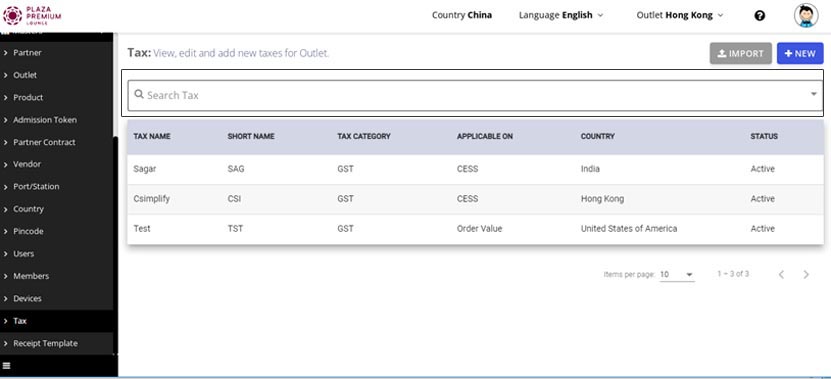 PLAZA
PREMIUM
LOUNGE
Country China
Language English
Outlet Hong Kong
Partner
Outlet
Product
Admission Token
Partner Contract
Vendor
Port/Station
Country
Pincode
Users
Members
Devices
Tax
Receipt Template
Tax: View, edit and add new taxes for Outlet.
IMPORT
+ NEW
Search Tax
TAX NAME SHORT NAME TAX CATEGORY APPLICABLE ON COUNTRY STATUS
Sagar SAG GST CESS India Active
Csimplify CSI GST CESS Hong Kong Active
Test TST GST Order Value United States of America Active
Items per page: 10 1 – 3 of 3